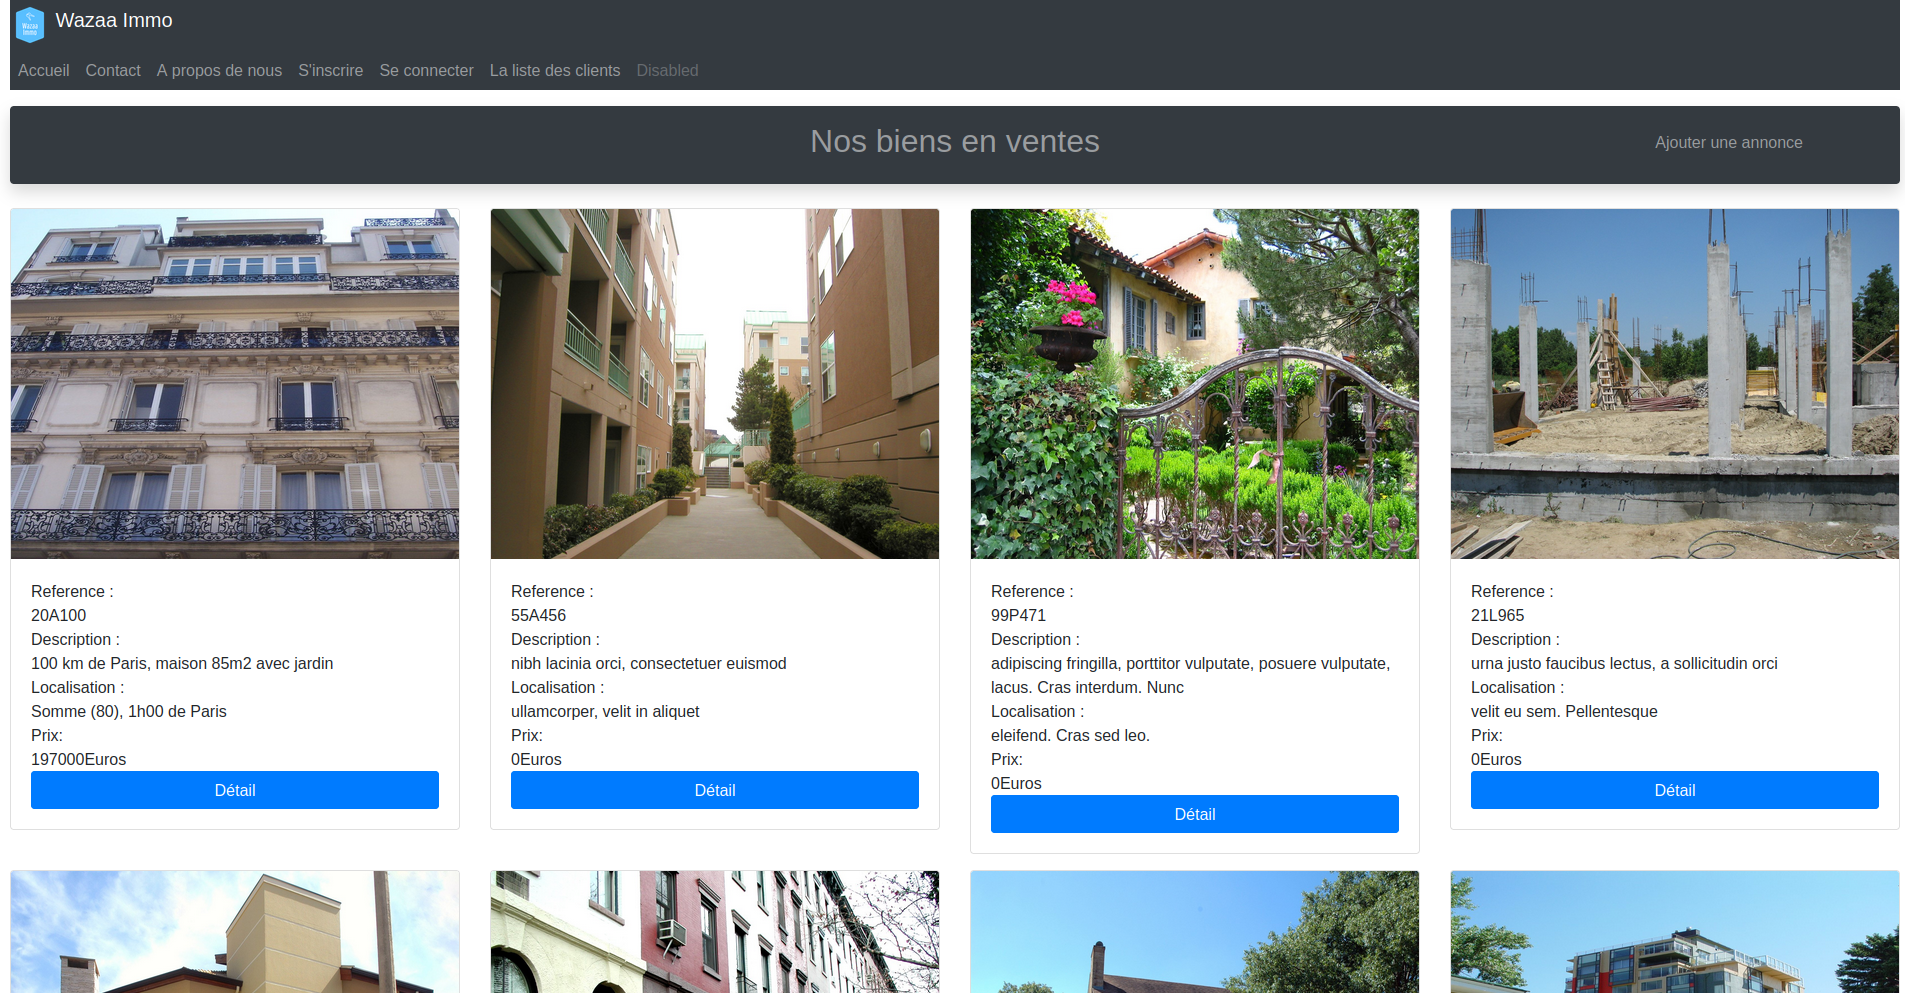 Wazaa Immo
Wazaa
Immo
Accueil Contact A propos de nous S'inscrire Se connecter La liste des clients Disabled
Nos biens en ventes
Ajouter une annonce
Reference :
20A100
Description :
100 km de Paris, maison 85m2 avec jardin
Localisation :
Somme (80), 1h00 de Paris
Prix:
197000Euros
Détail
Reference :
55A456
Description :
nibh lacinia orci, consectetuer euismod
Localisation :
ullamcorper, velit in aliquet
Prix:
0Euros
Détail
Reference :
99P471
Description :
adipiscing fringilla, porttitor vulputate, posuere vulputate,
lacus. Cras interdum. Nunc
Localisation :
eleifend. Cras sed leo.
Prix:
0Euros
Détail
Reference :
21L965
Description :
urna justo faucibus lectus, a sollicitudin orci
Localisation :
velit eu sem. Pellentesque
Prix:
0Euros
Détail